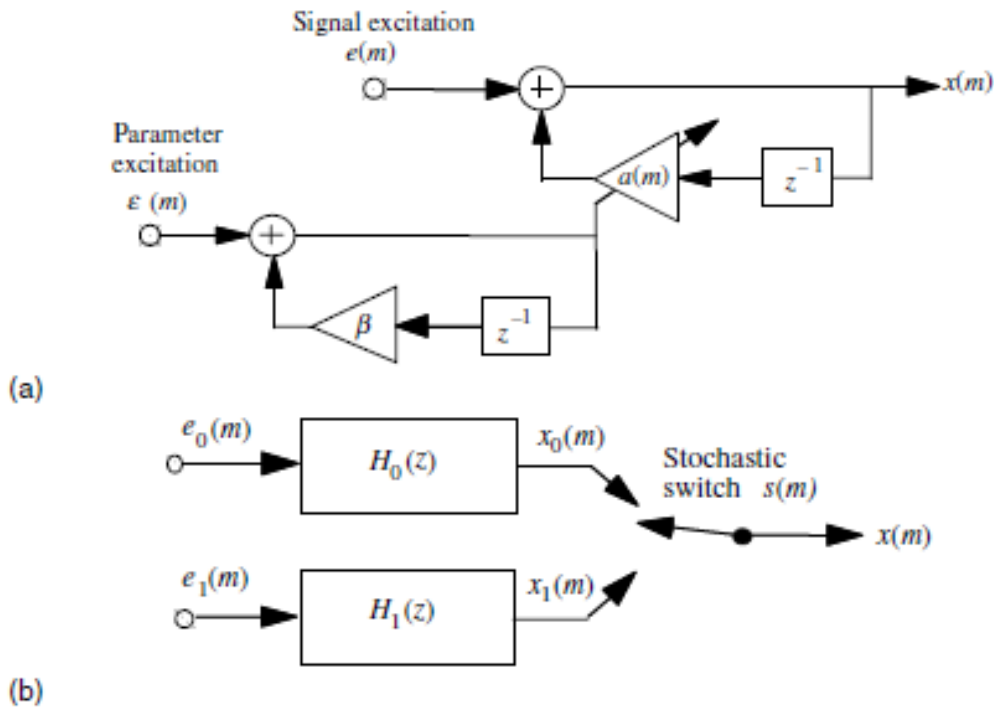 Signal excitation
e(m)
+
x(m)
Parameter
excitation
ε (m)
a(m)
z⁻¹
+
β
z⁻¹
(a)
e₀(m)
H₀(z)
x₀(m)
Stochastic
switch s(m)
x(m)
e₁(m)
H₁(z)
x₁(m)
(b)